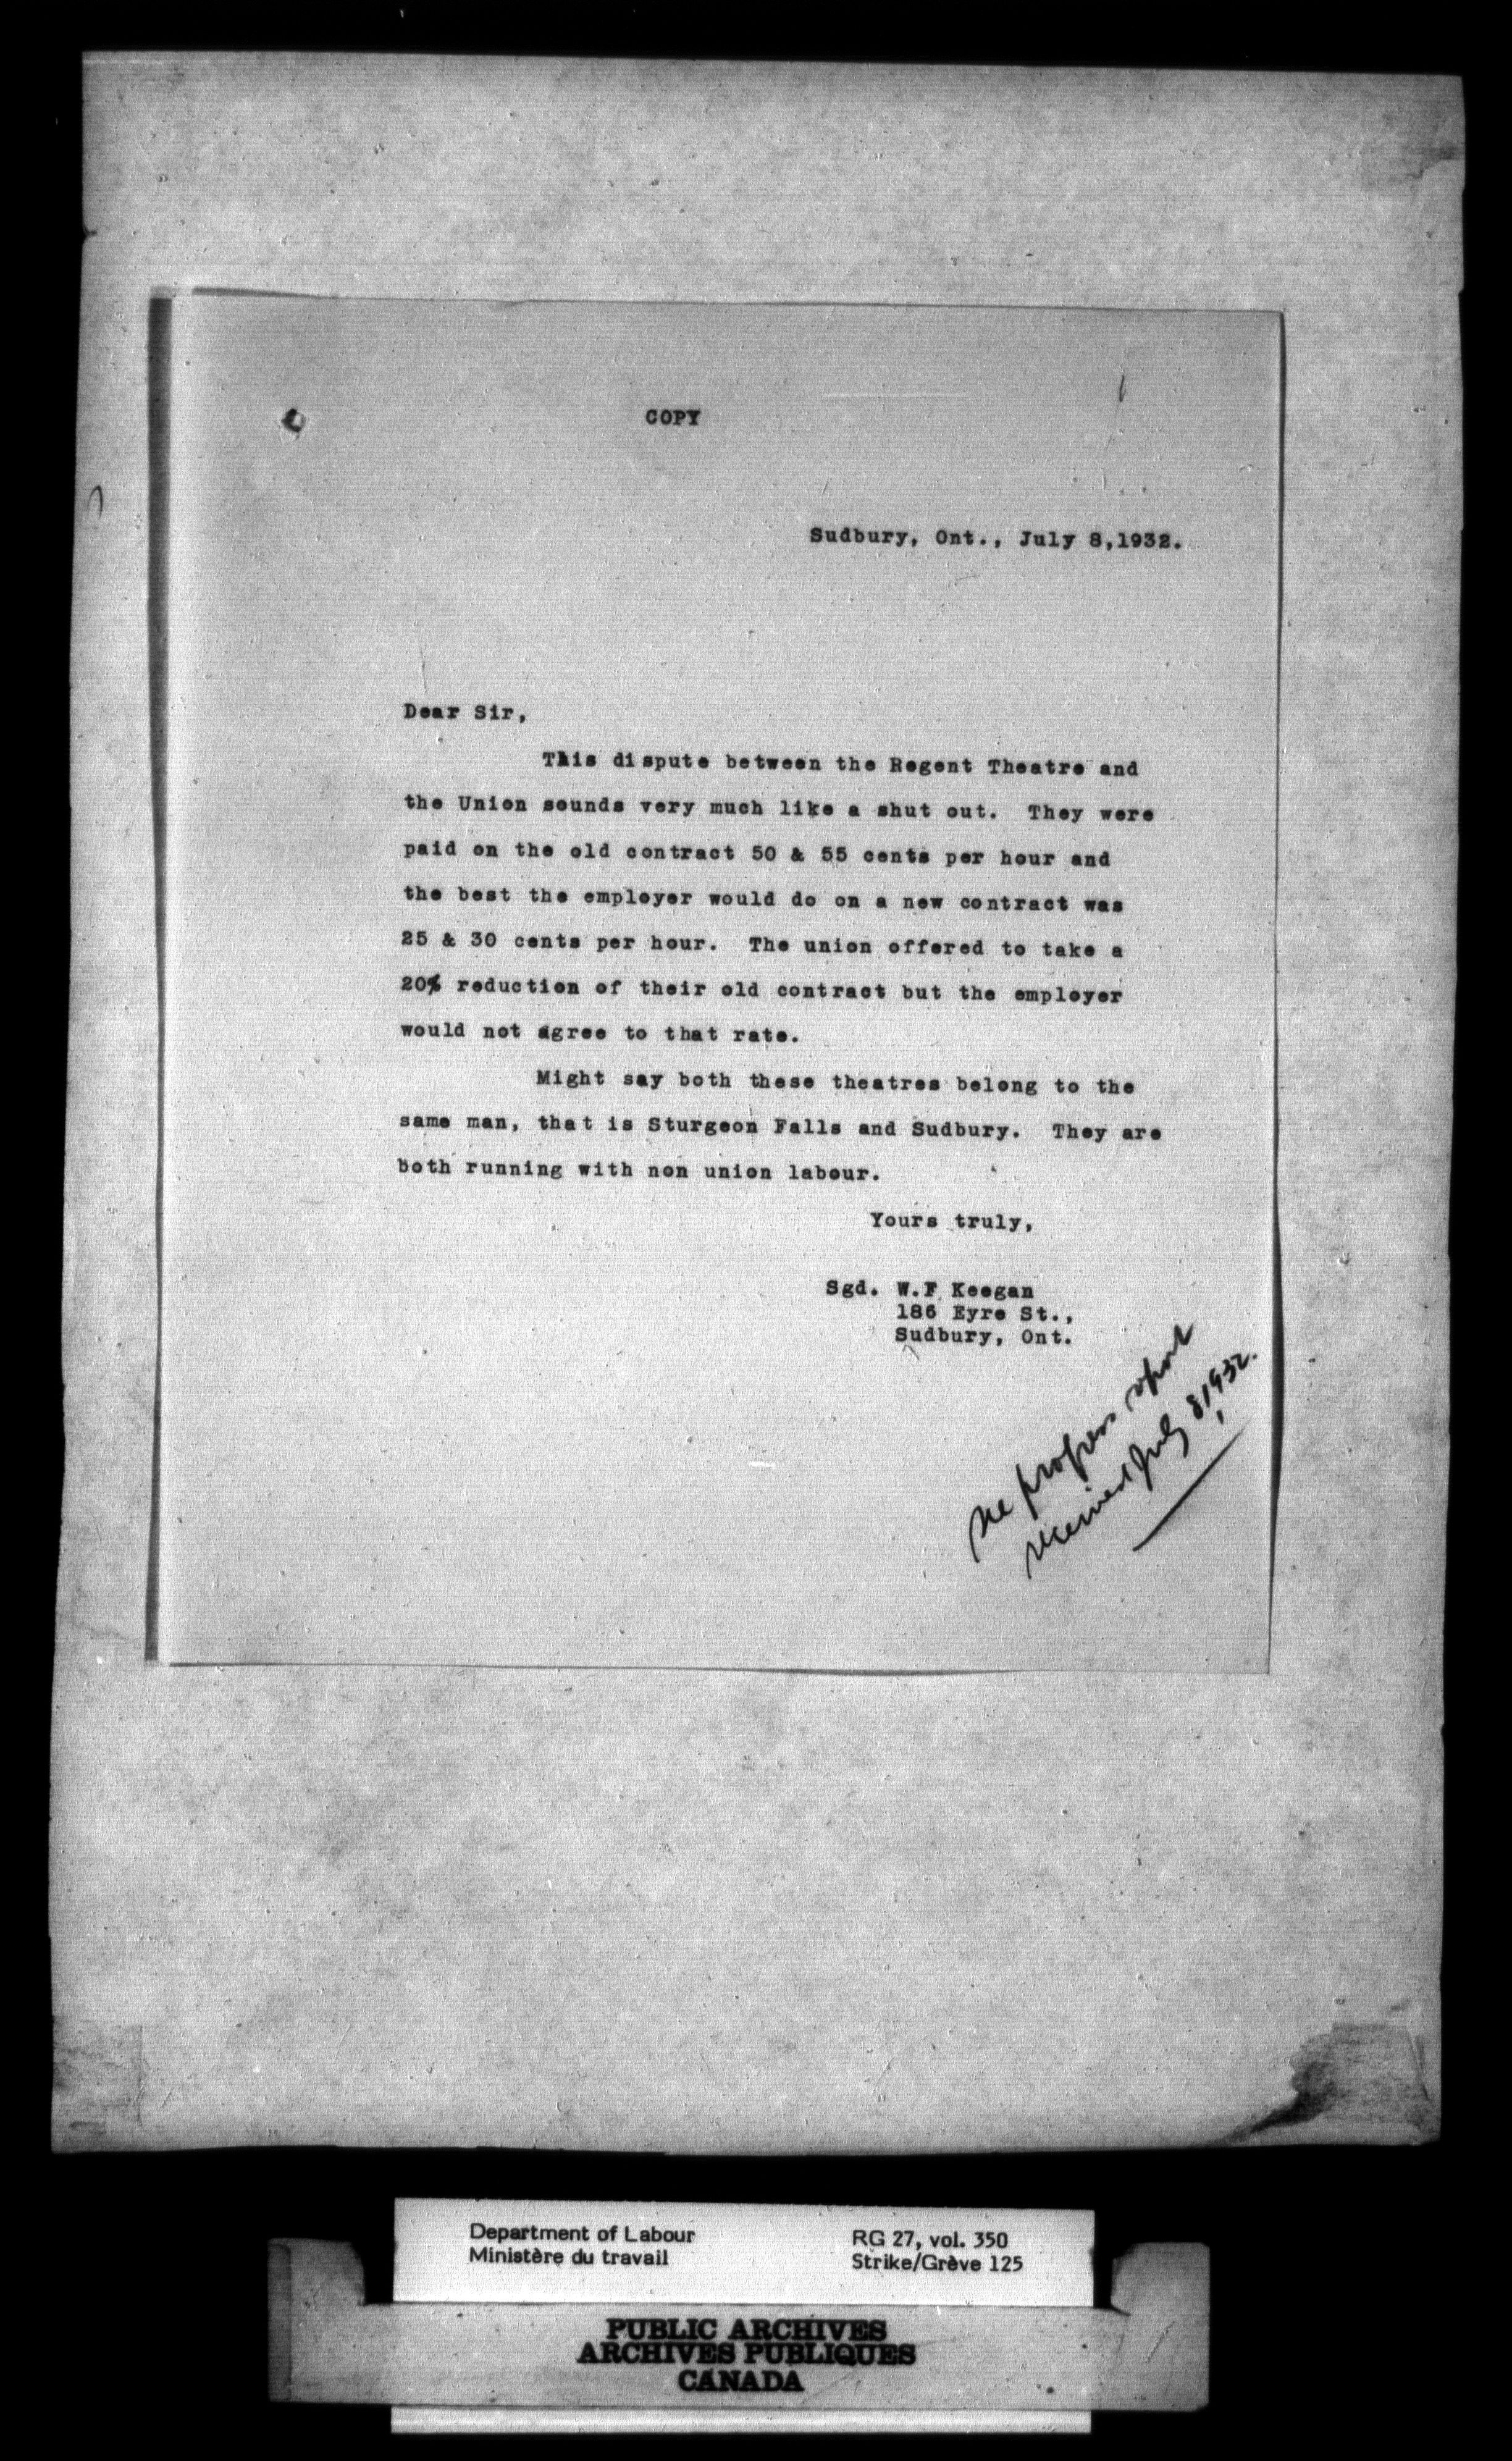 COPY
Sudbury, Ont., July 8,1932.
Dear Sir,
This dispute between the Regent Theatre and
the Union sounds very much like a shut out. They were
paid on the old contract 50 & 55 cents per hour and
the best the employer would do on a new contract was
25 & 30 cents per hour. The union offered to take a
20% reduction of their old contract but the employer
would not agree to that rate.
Might say both these theatres belong to the
same man, that is Sturgeon Falls and Sudbury. They are
both running with non union labour.
Yours truly,
Sgd. W.F. Keegan
186 Eyre St.,
Sudbury, Ont.
progress report
received July 8, 1932.
Department of Labour
Ministère du travail
RG 27, vol. 350
Strike/Grève 125
PUBLIC ARCHIVES
ARCHIVES PUBLIQUES
CANADA